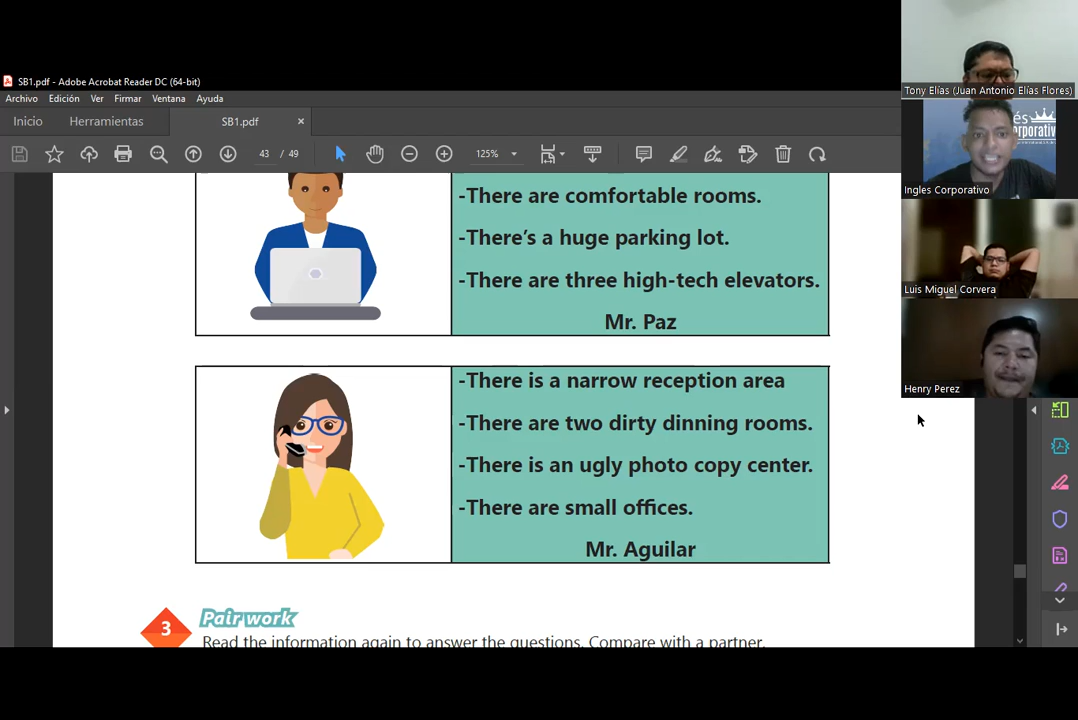 SB1.pdf - Adobe Acrobat Reader DC (64-bit)
Archivo Edición Ver Firmar Ventana Ayuda
Inicio Herramientas SB1.pdf ×
43 / 49 125%
-There are comfortable rooms.
-There's a huge parking lot.
-There are three high-tech elevators.
Mr. Paz
-There is a narrow reception area
-There are two dirty dinning rooms.
-There is an ugly photo copy center.
-There are small offices.
Mr. Aguilar
3 Pair work
Read the information again to answer the questions. Compare with a partner.
Tony Elías (Juan Antonio Elías Flores)
és
orporativ
Ingles Corporativo
Luis Miguel Corvera
Henry Perez